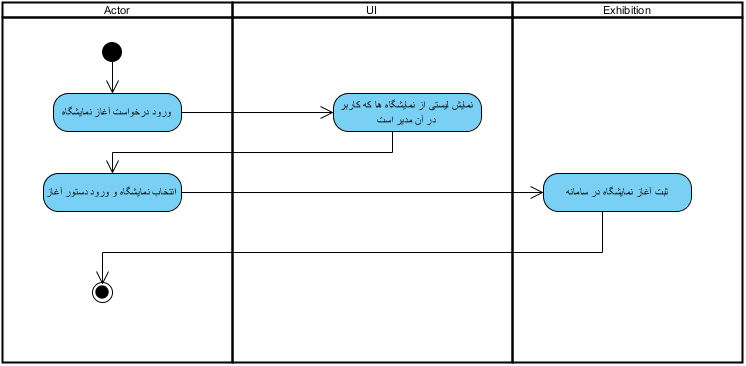 Actor
UI
Exhibition
ورود درخواست آغاز نمایشگاه
نمایش لیستی از نمایشگاه ها که کاربر
در آن مدیر است
انتخاب نمایشگاه و ورود دستور آغاز
ثبت آغاز نمایشگاه در سامانه